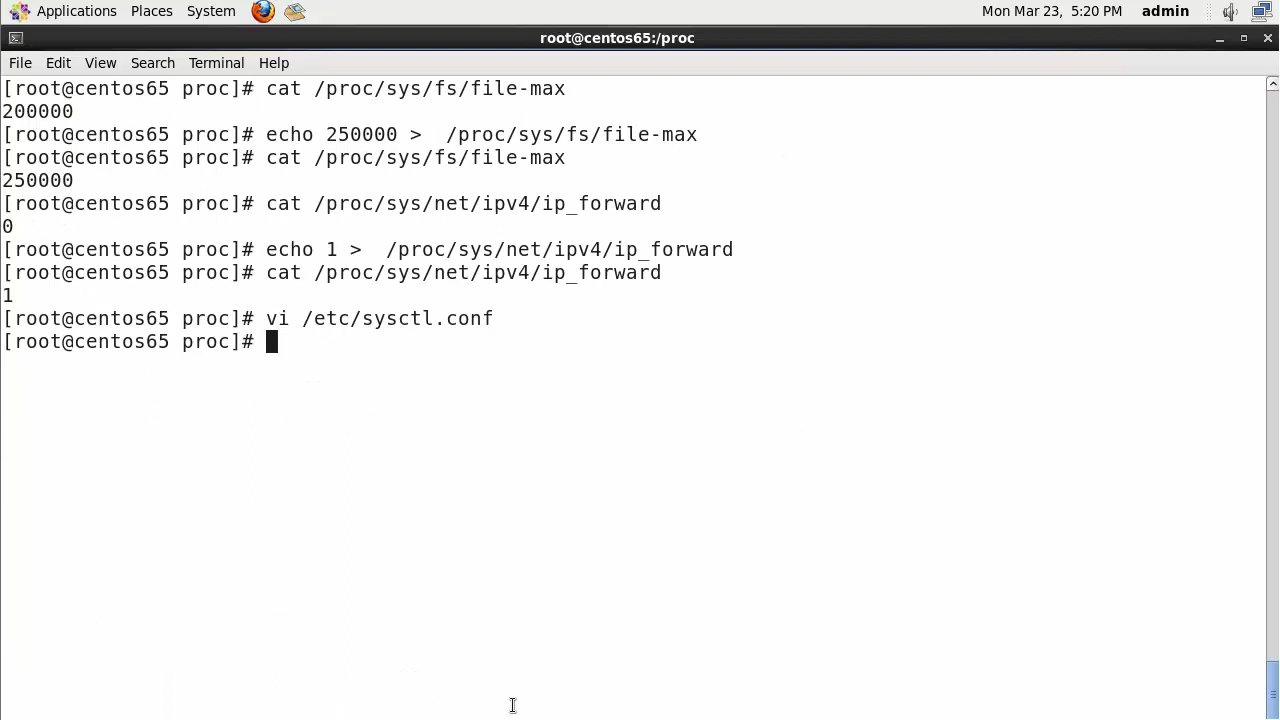 Applications Places System Mon Mar 23, 5:20 PM admin
root@centos65:/proc
File Edit View Search Terminal Help
[root@centos65 proc]# cat /proc/sys/fs/file-max
200000
[root@centos65 proc]# echo 250000 >  /proc/sys/fs/file-max
[root@centos65 proc]# cat /proc/sys/fs/file-max
250000
[root@centos65 proc]# cat /proc/sys/net/ipv4/ip_forward
0
[root@centos65 proc]# echo 1 >  /proc/sys/net/ipv4/ip_forward
[root@centos65 proc]# cat /proc/sys/net/ipv4/ip_forward
1
[root@centos65 proc]# vi /etc/sysctl.conf
[root@centos65 proc]#